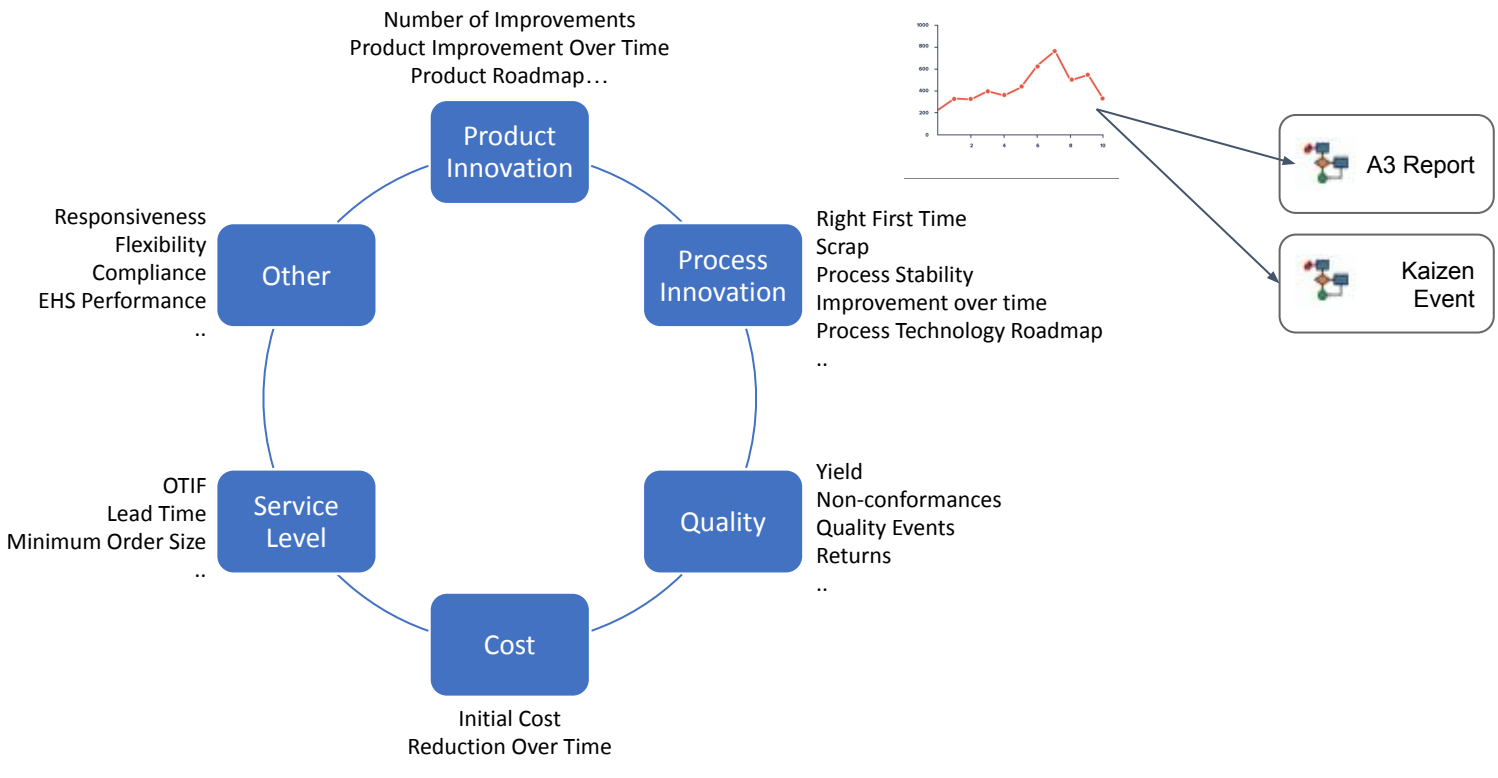 Number of Improvements
Product Improvement Over Time
Product Roadmap…
Product
Innovation
1000
800
600
400
200
0
2
4
6
8
10
A3 Report
Kaizen
Event
Responsiveness
Flexibility
Compliance
EHS Performance
..
Other
Process
Innovation
Right First Time
Scrap
Process Stability
Improvement over time
Process Technology Roadmap
..
OTIF
Lead Time
Minimum Order Size
..
Service
Level
Quality
Yield
Non-conformances
Quality Events
Returns
..
Cost
Initial Cost
Reduction Over Time